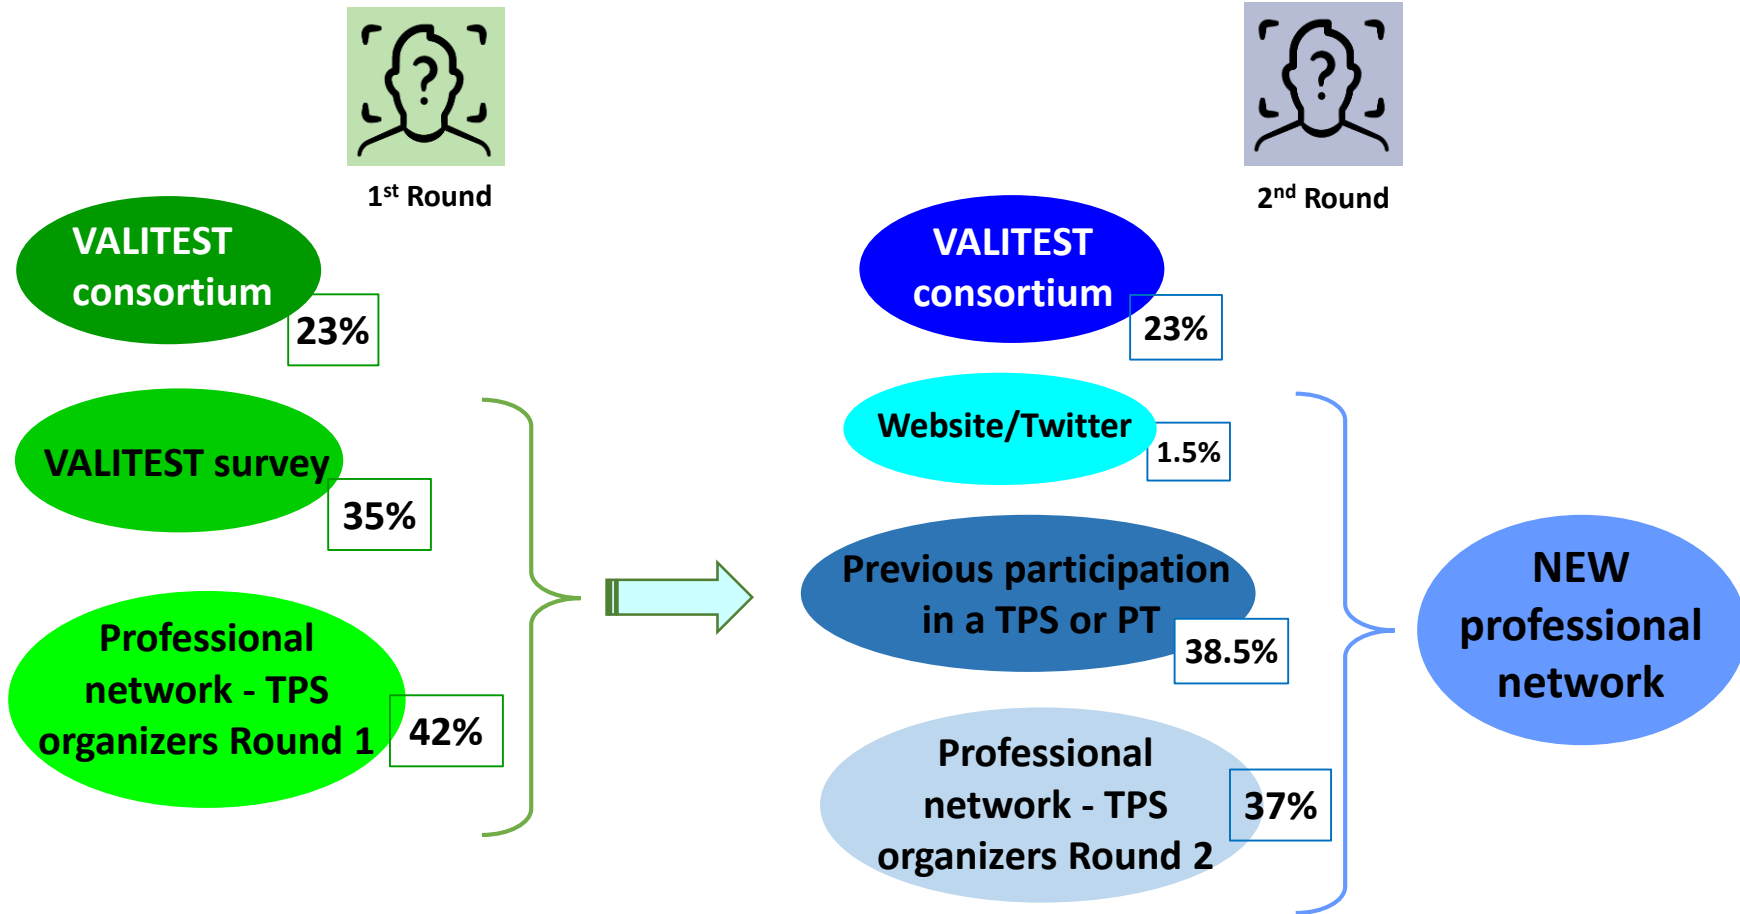 ?
1st Round
VALITEST
consortium
23%
VALITEST survey
35%
Professional
network - TPS
organizers Round 1
42%
?
2nd Round
VALITEST
consortium
23%
Website/Twitter
1.5%
Previous participation
in a TPS or PT
38.5%
Professional
network - TPS
organizers Round 2
37%
NEW
professional
network